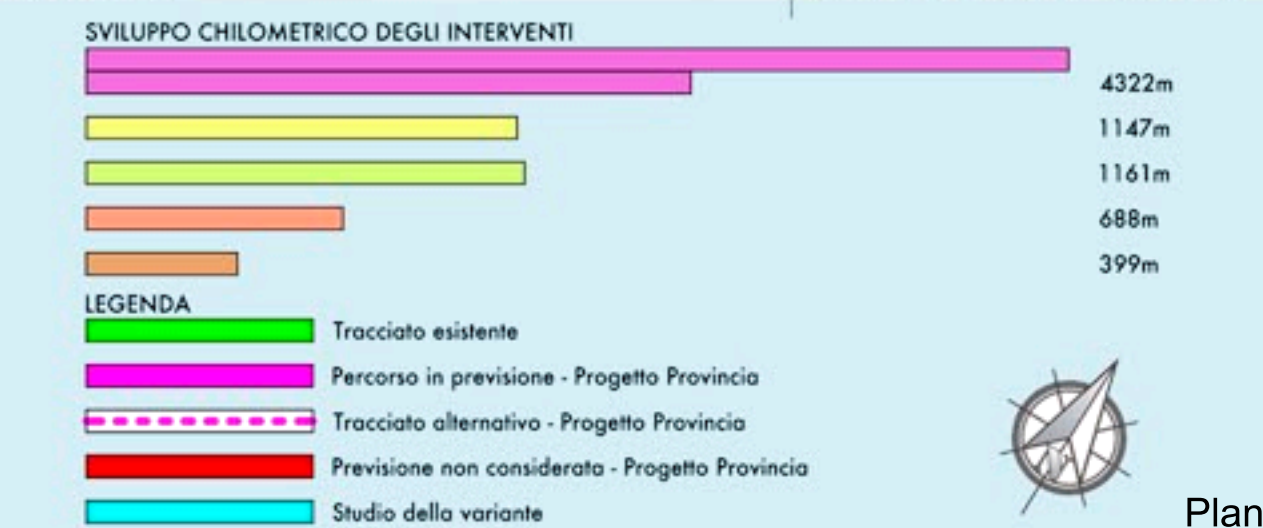 SVILUPPO CHILOMETRICO DEGLI INTERVENTI
4322m
1147m
1161m
688m
399m
LEGENDA
Tracciato esistente
Percorso in previsione - Progetto Provincia
Tracciato alternativo - Progetto Provincia
Previsione non considerata - Progetto Provincia
Studio della variante
Plan